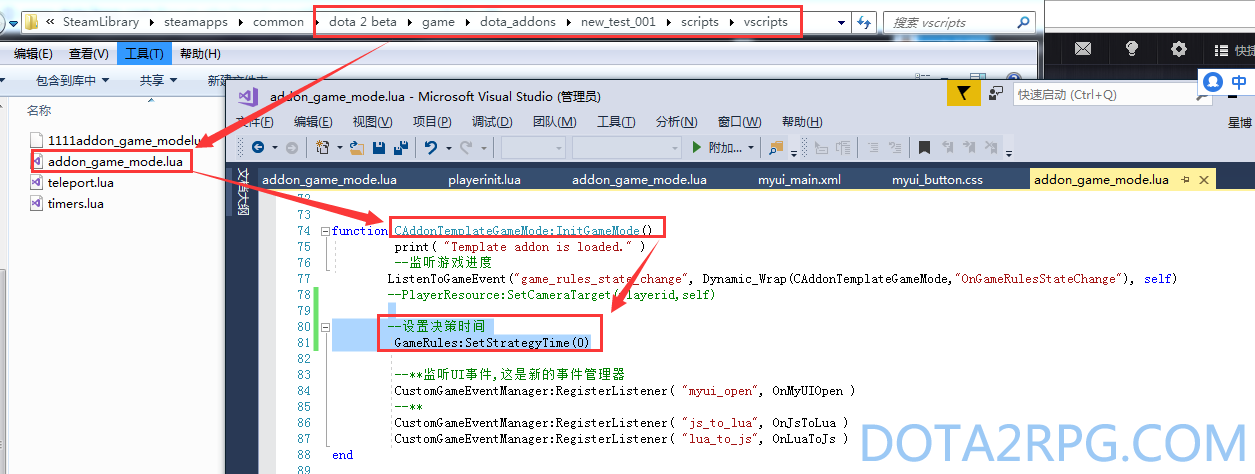 « SteamLibrary ▸ steamapps ▸ common ▸ dota 2 beta ▸ game ▸ dota_addons ▸ new_test_001 ▸ scripts ▸ vscripts
搜索 vscripts
编辑(E) 查看(V) 工具(T) 帮助(H)
包含到库中 共享 新建文件夹
快捷
中
名称
1111addon_game_modelu
addon_game_mode.lua
teleport.lua
timers.lua
addon_game_mode.lua - Microsoft Visual Studio (管理员)
快速启动 (Ctrl+Q)
文件(F) 编辑(E) 视图(V) 项目(P) 调试(D) 团队(M) 工具(T) 分析(N) 窗口(W) 帮助(H)
星博
附加...
文档大纲
addon_game_mode.lua playerinit.lua addon_game_mode.lua myui_main.xml myui_button.css addon_game_mode.lua
72
73
74 function CAddonTemplateGameMode:InitGameMode()
75 print( "Template addon is loaded." )
76 --监听游戏进度
77 ListenToGameEvent("game_rules_state_change", Dynamic_Wrap(CAddonTemplateGameMode,"OnGameRulesStateChange"), self)
78 --PlayerResource:SetCameraTarget(playerid,self)
79
80 --设置决策时间
81 GameRules:SetStrategyTime(0)
82
83 --**监听UI事件,这是新的事件管理器
84 CustomGameEventManager:RegisterListener( "myui_open", OnMyUIOpen )
85 --**
86 CustomGameEventManager:RegisterListener( "js_to_lua", OnJsToLua )
87 CustomGameEventManager:RegisterListener( "lua_to_js", OnLuaToJs )
88 end
89
DOTA2RPG.COM